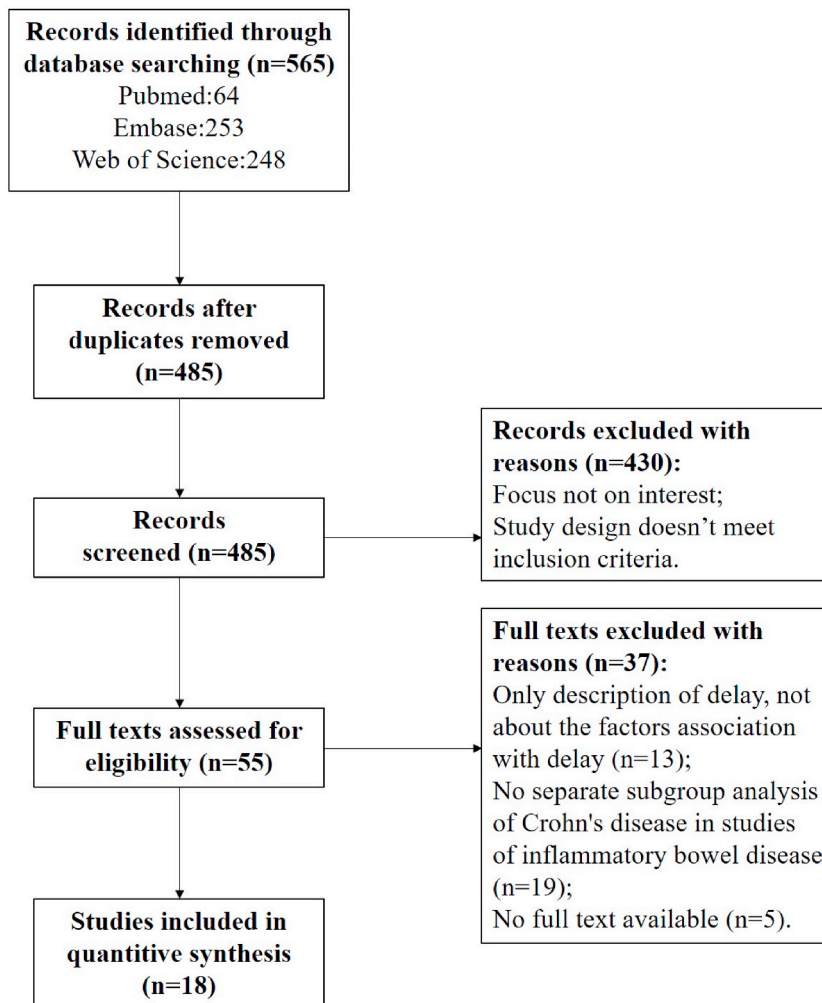 Records identified through
database searching (n=565)
Pubmed:64
Embase:253
Web of Science:248
Records after
duplicates removed
(n=485)
Records
screened (n=485)
Records excluded with
reasons (n=430):
Focus not on interest;
Study design doesn’t meet
inclusion criteria.
Full texts assessed for
eligibility (n=55)
Full texts excluded with
reasons (n=37):
Only description of delay, not
about the factors association
with delay (n=13);
No separate subgroup analysis
of Crohn's disease in studies
of inflammatory bowel disease
(n=19);
No full text available (n=5).
Studies included in
quantitive synthesis
(n=18)